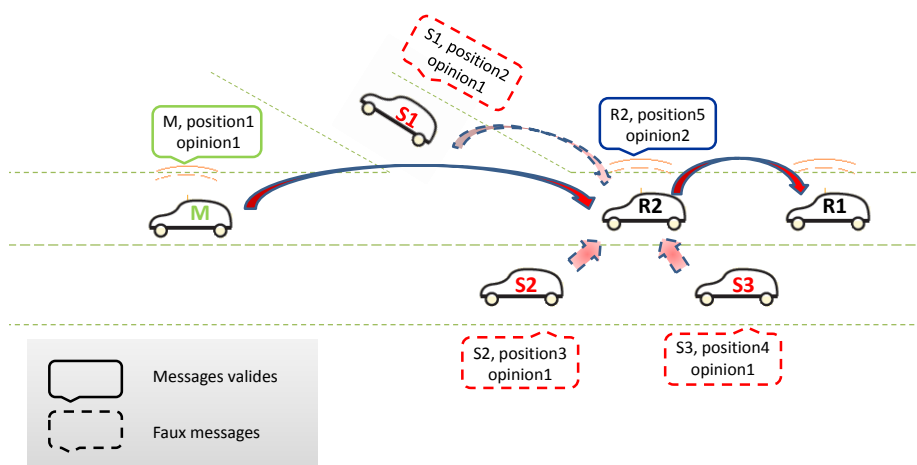 S1, position2
opinion1
M, position1
opinion1
S1
R2, position5
opinion2
M
R2
R1
S2
S3
S2, position3
opinion1
S3, position4
opinion1
Messages valides
Faux messages